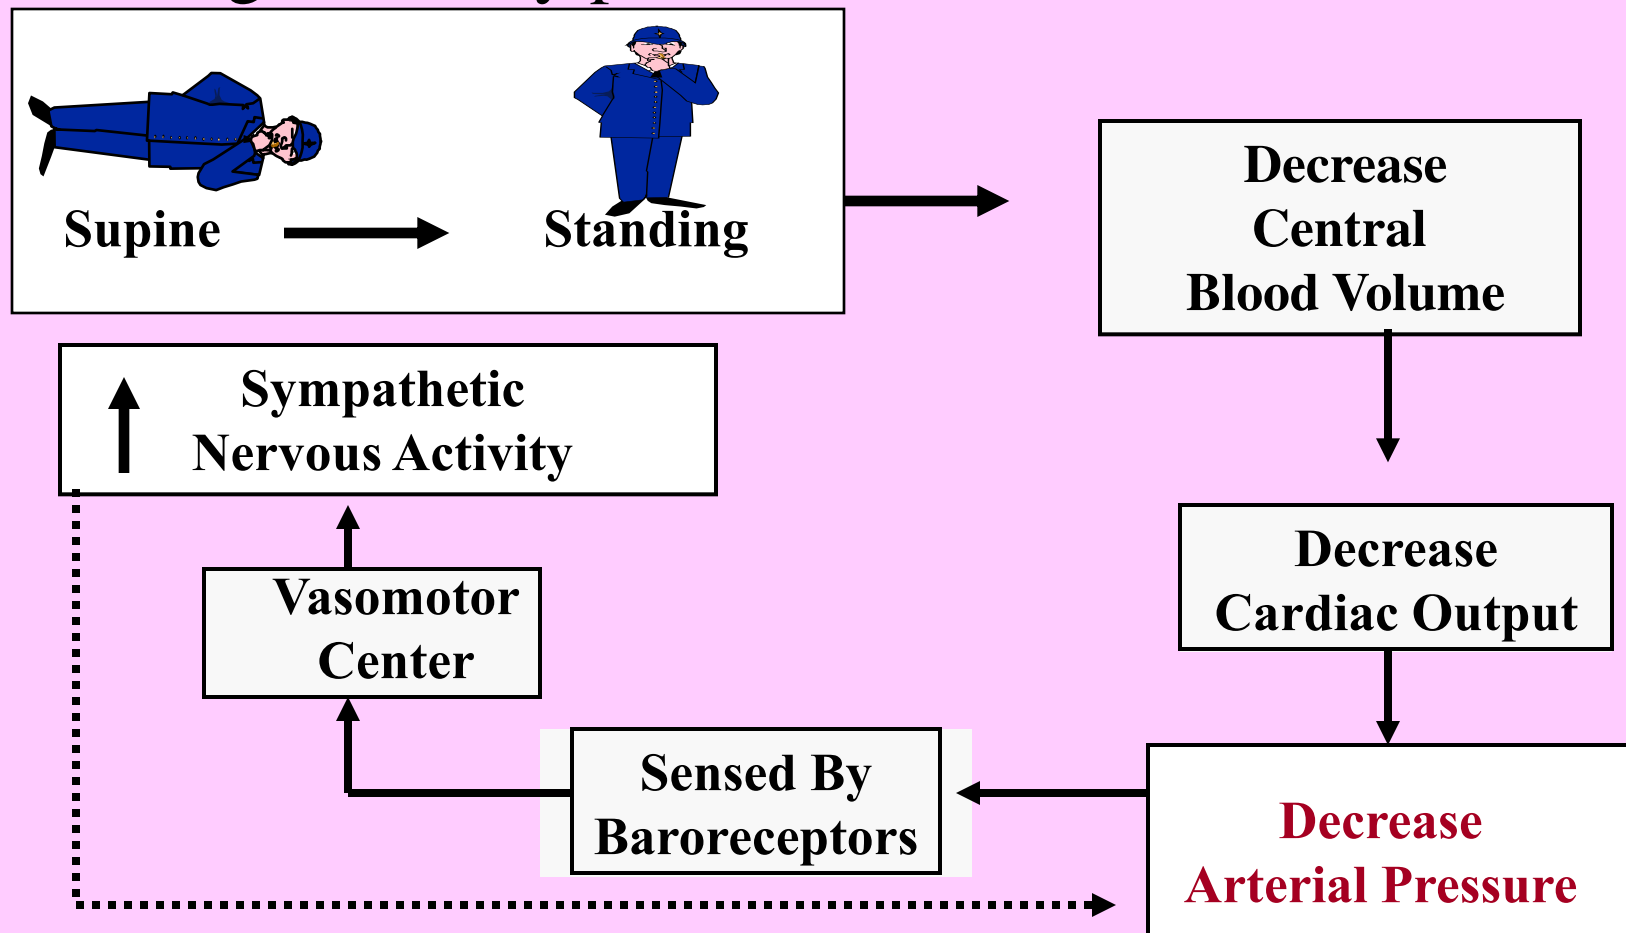 Supine
Standing
Decrease
Central
Blood Volume
Sympathetic
Nervous Activity
Decrease
Cardiac Output
Vasomotor
Center
Sensed By
Baroreceptors
Decrease
Arterial Pressure